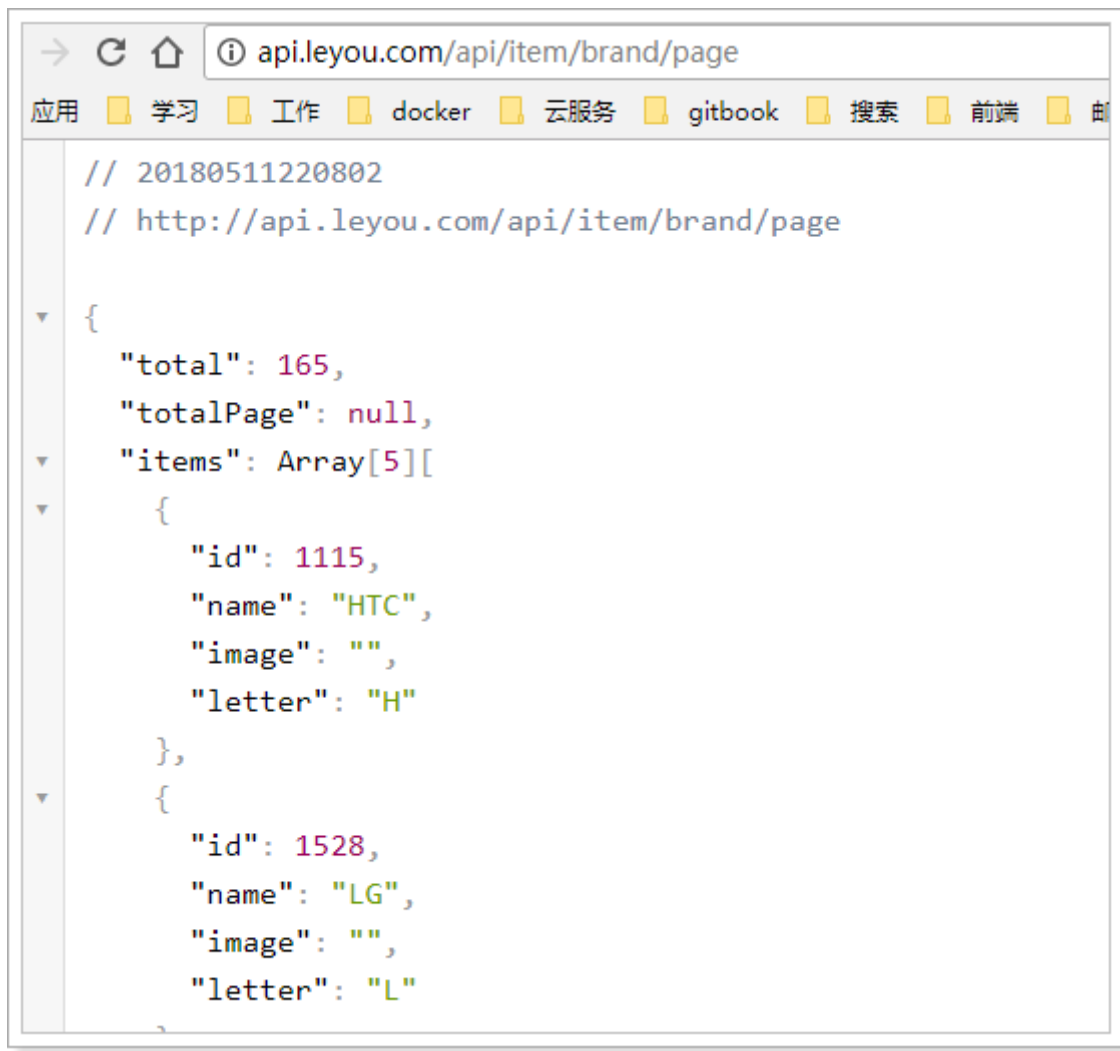 api.leyou.com/api/item/brand/page
应用 学习 工作 docker 云服务 gitbook 搜索 前端
// 20180511220802
// http://api.leyou.com/api/item/brand/page
{
"total": 165,
"totalPage": null,
"items": Array[5][
{
"id": 1115,
"name": "HTC",
"image": "",
"letter": "H"
},
{
"id": 1528,
"name": "LG",
"image": "",
"letter": "L"